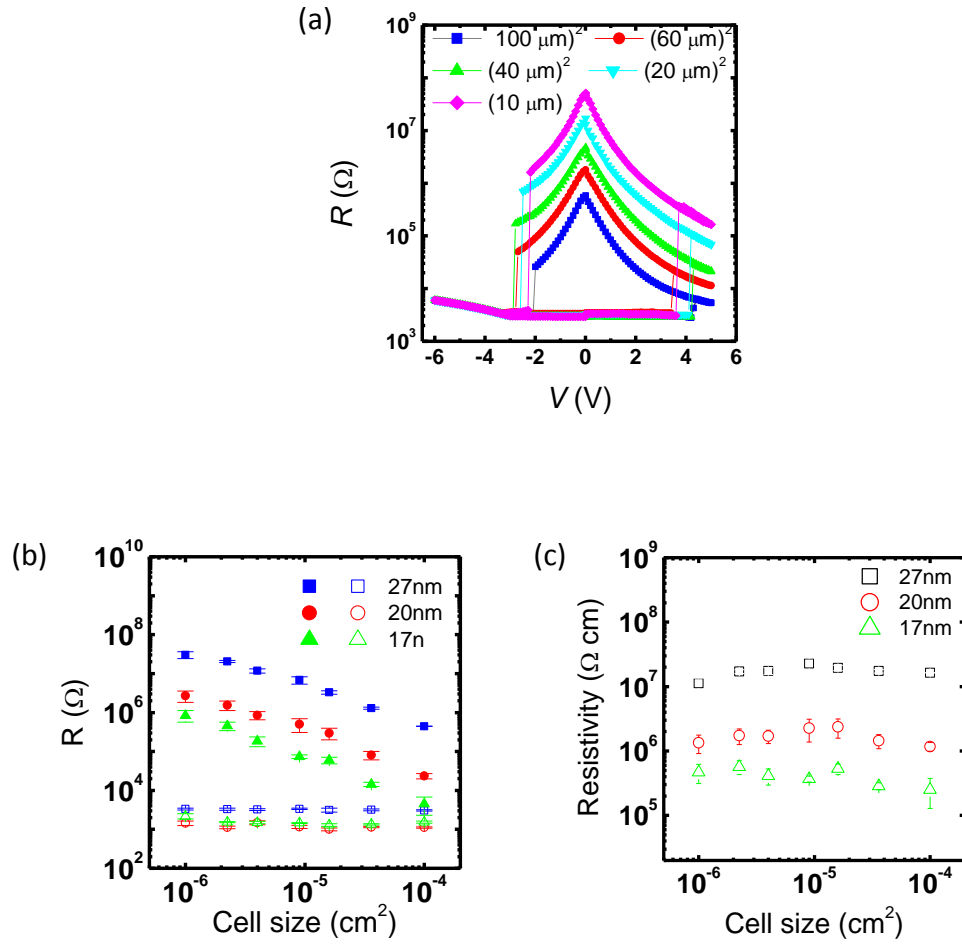 (a)
10⁹
10⁷
10⁵
10³
R (Ω)
100 μm)² (60 μm)²
(40 μm)² (20 μm)²
(10 μm)
-6 -4 -2 0 2 4 6
V (V)
(b)
10¹⁰
10⁸
10⁶
10⁴
10²
R (Ω)
27nm
20nm
17n
10⁻⁶ 10⁻⁵ 10⁻⁴
Cell size (cm²)
(c)
10⁹
10⁸
10⁷
10⁶
10⁵
Resistivity (Ω cm)
27nm
20nm
17nm
10⁻⁶ 10⁻⁵ 10⁻⁴
Cell size (cm²)